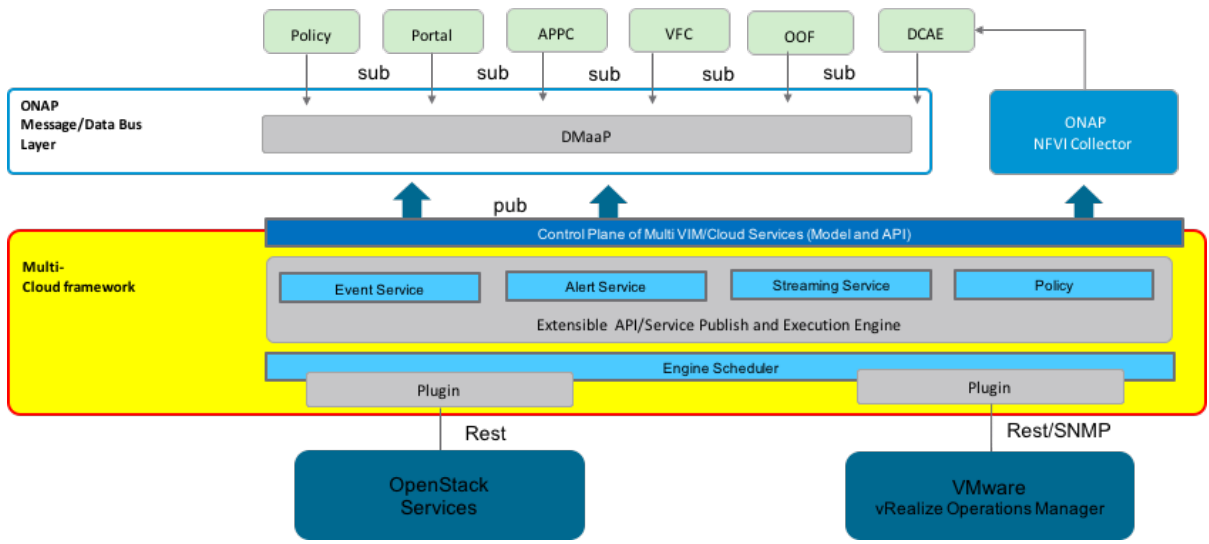 Policy
Portal
APPC
VFC
OOF
DCAE
sub
sub
sub
sub
sub
ONAP
Message/Data Bus
Layer
DMaaP
ONAP
NFVI Collector
pub
Control Plane of Multi VIM/Cloud Services (Model and API)
Multi-
Cloud framework
Event Service
Alert Service
Streaming Service
Policy
Extensible API/Service Publish and Execution Engine
Engine Scheduler
Plugin
Plugin
Rest
Rest/SNMP
OpenStack
Services
VMware
vRealize Operations Manager